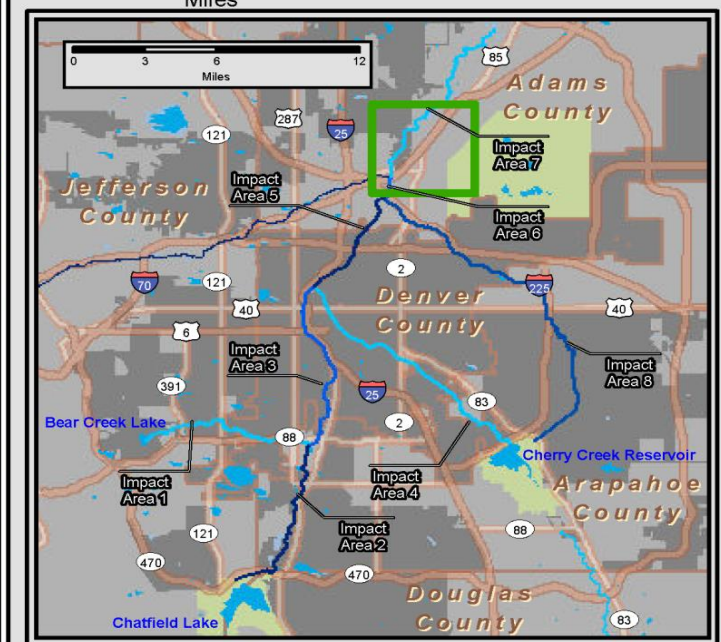 Miles
0 3 6 12
Miles
85
Adams
County
121
287
25
Impact
Area 7
Jefferson
County
Impact
Area 5
Impact
Area 6
2
70
121
225
Denver
County
40
40
6
Impact
Area 3
Impact
Area 8
391
25
83
Bear Creek Lake
88
2
Cherry Creek Reservoir
Impact
Area 1
Impact
Area 4
Arapahoe
County
Impact
Area 2
88
121
470
470
Douglas
County
Chatfield Lake
83